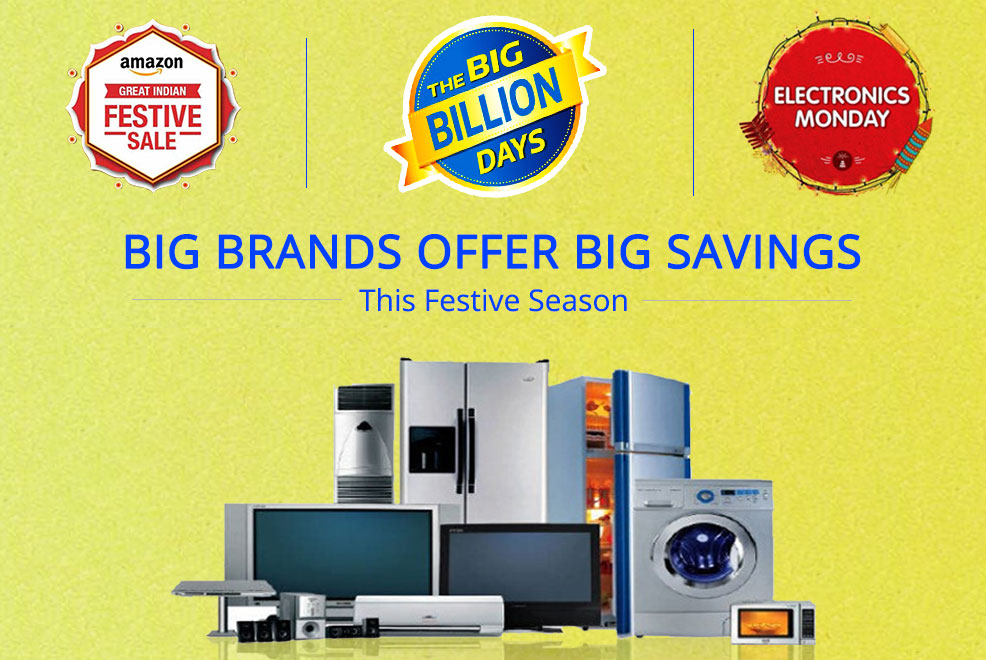 amazon
GREAT INDIAN
FESTIVE
SALE
THE BIG
BILLION
DAYS
ELECTRONICS
MONDAY
BIG BRANDS OFFER BIG SAVINGS
This Festive Season